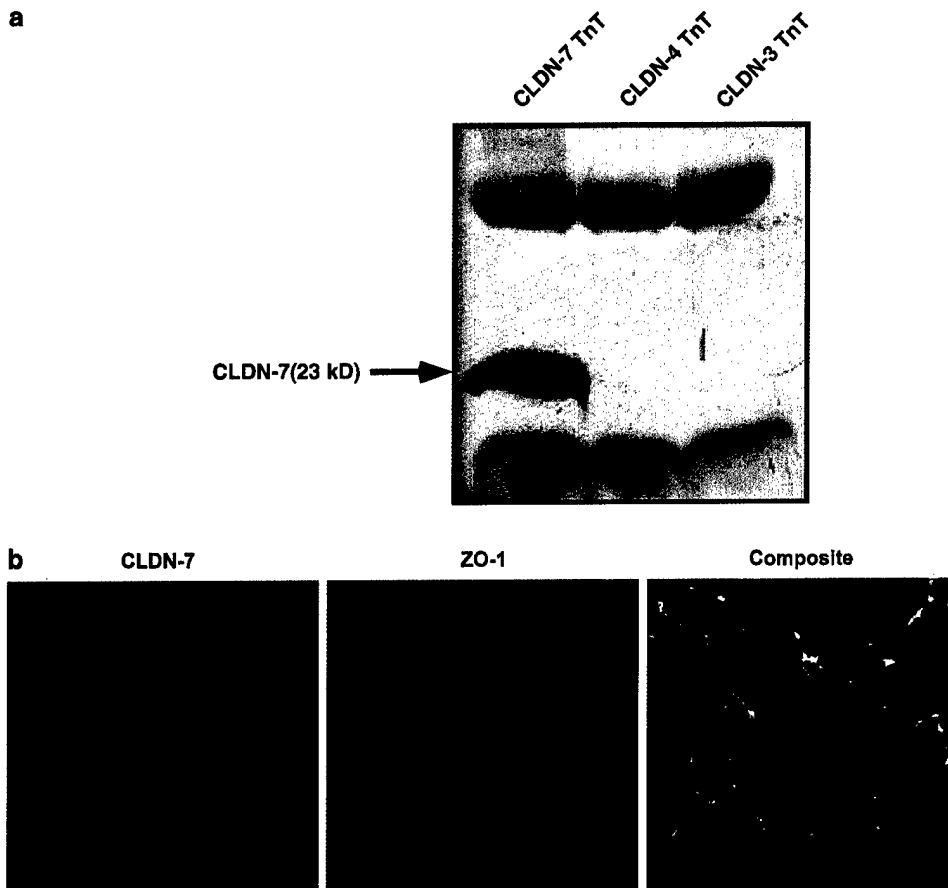 a
CLDN-7 TnT
CLDN-4 TnT
CLDN-3 TnT
CLDN-7(23 kD)
b
CLDN-7
ZO-1
Composite